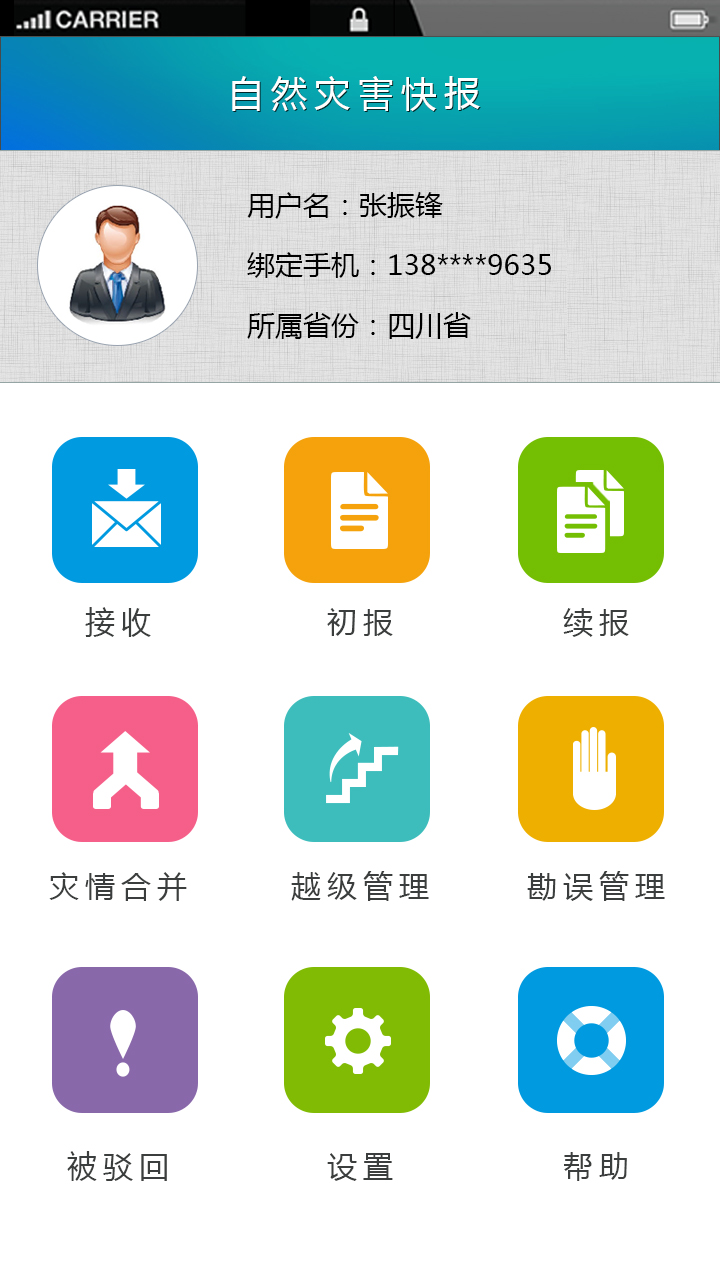 CARRIER
自然灾害快报
用户名：张振锋
绑定手机：138****9635
所属省份：四川省
接收 初报 续报
灾情合并 越级管理 勘误管理
被驳回 设置 帮助